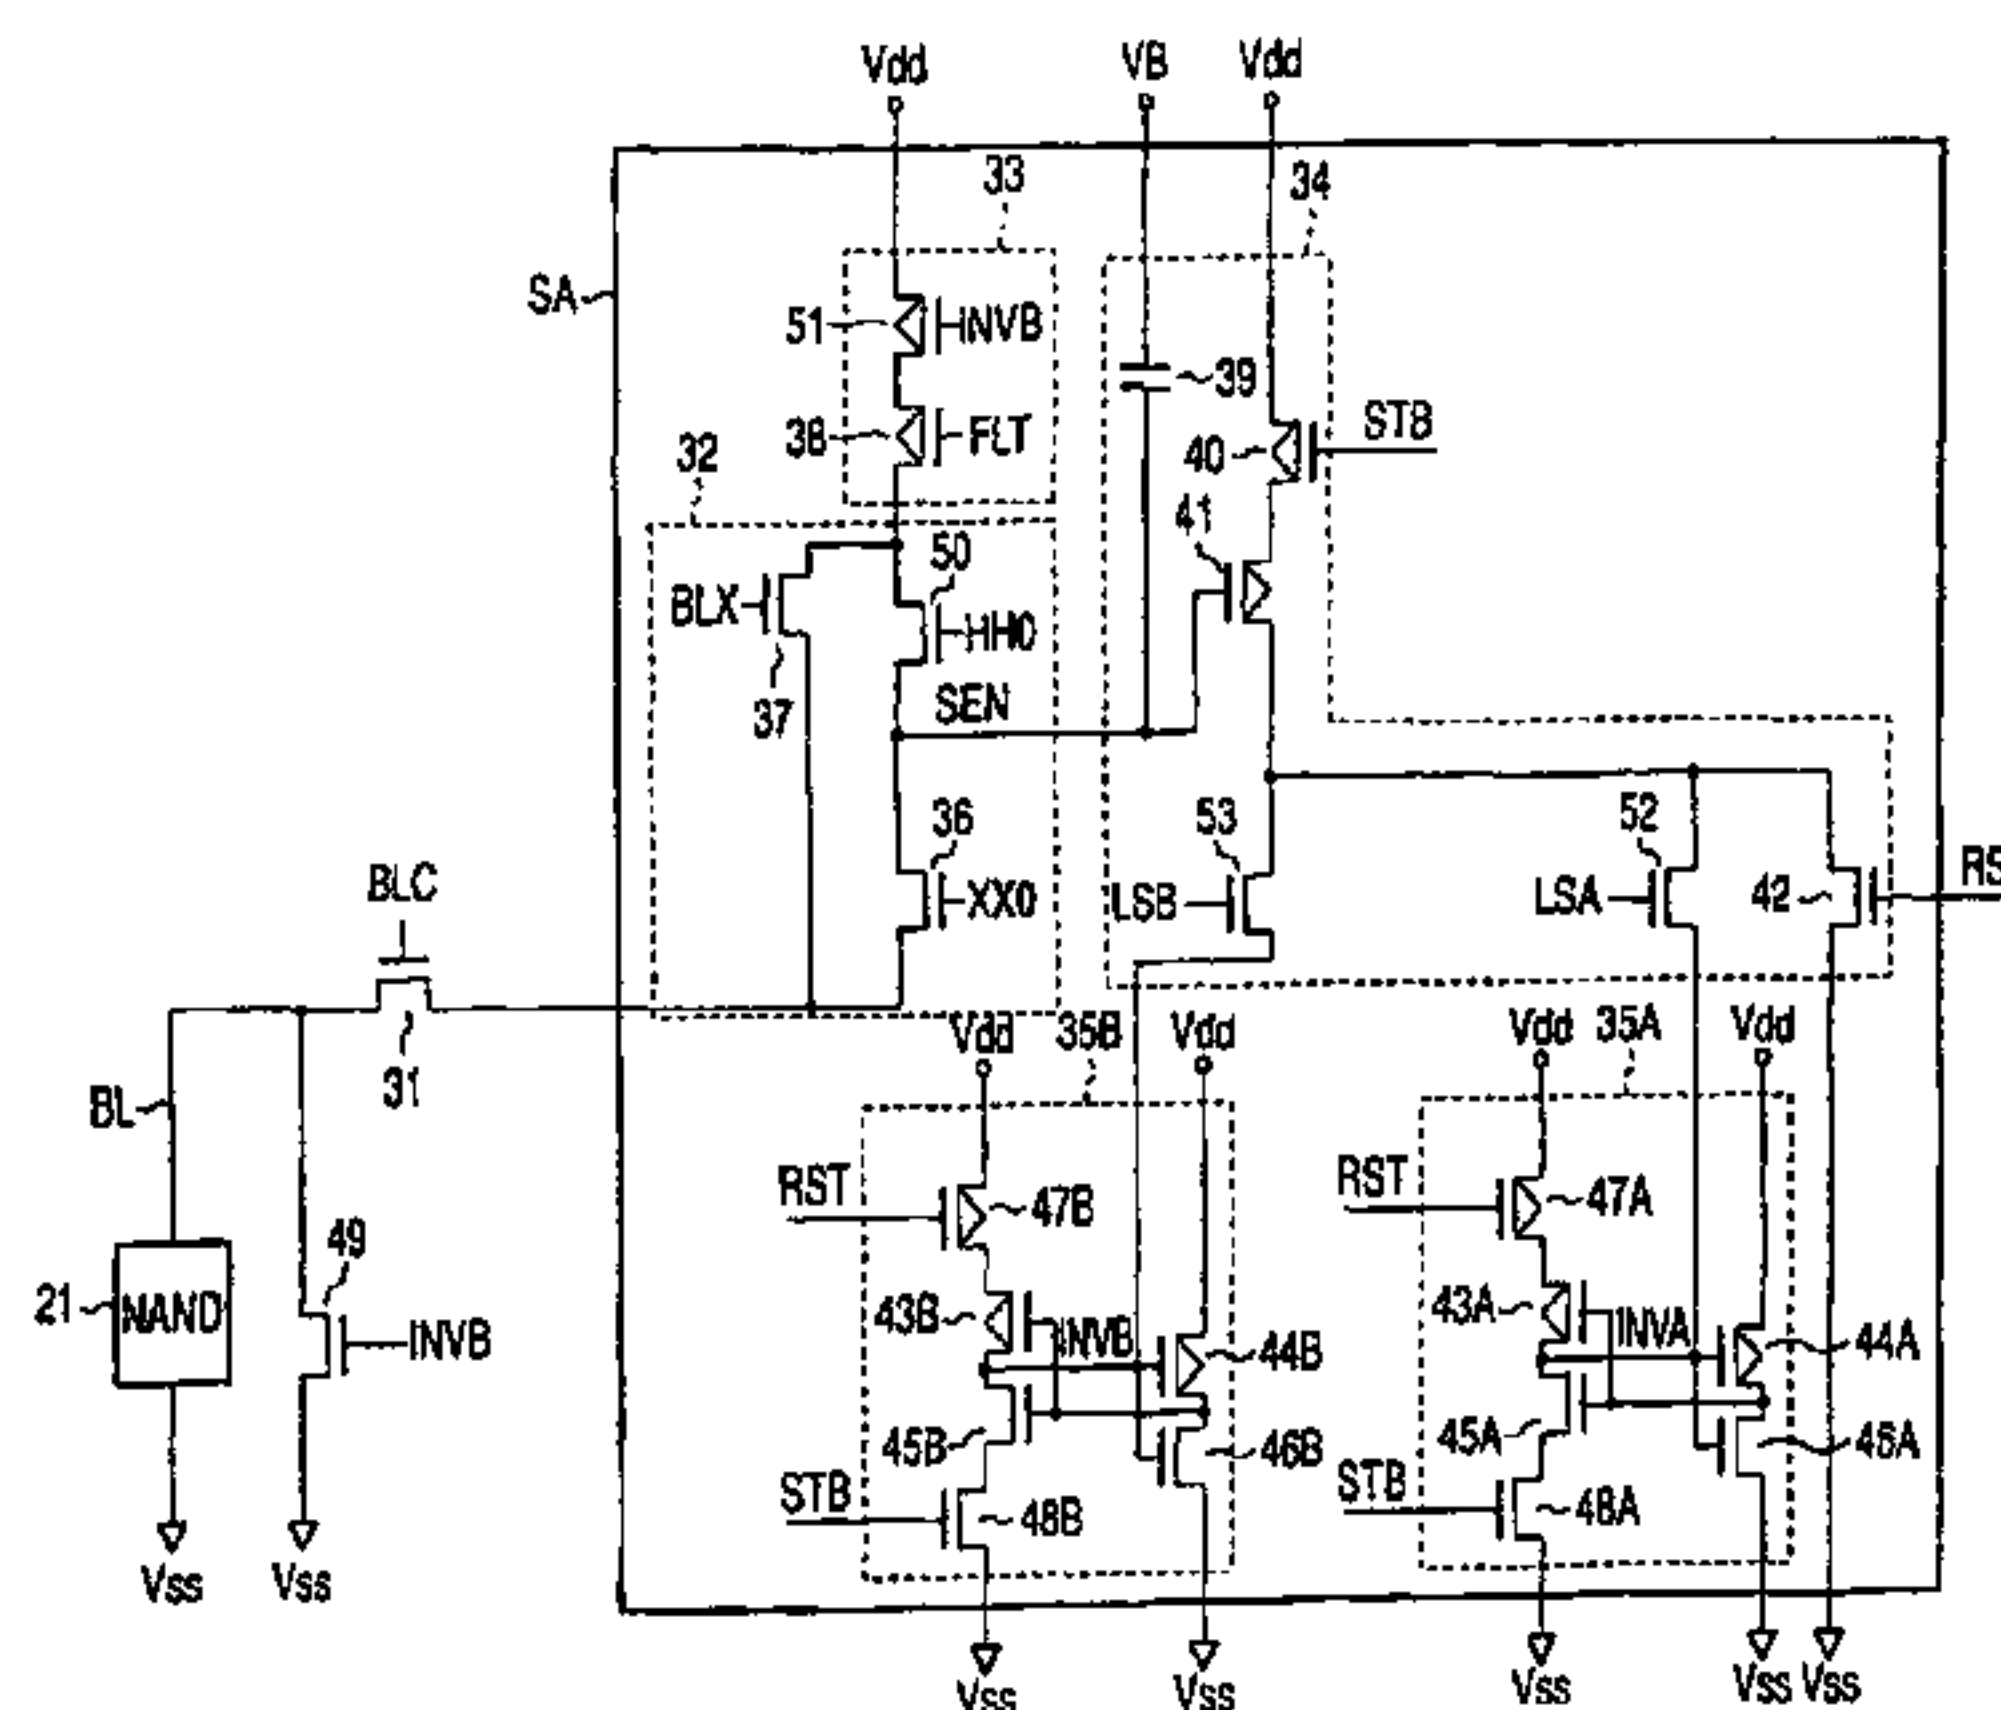 Vdd VB Vdd
33 34
SA
51 INVB
39
38 FLT STB
32 40
41
50
BLX HH0
37 SEN
36 53 52
BLC XX0 LSB LSA 42 RS
31
BL
Vdd 35B Vdd Vdd 35A Vdd
RST 47B RST 47A
49
21 NAND 43B INVB 44B 43A INVA 44A
INVB
45B 46B 45A 46A
STB 48B STB 48A
Vss Vss
Vss Vss Vss Vss Vss